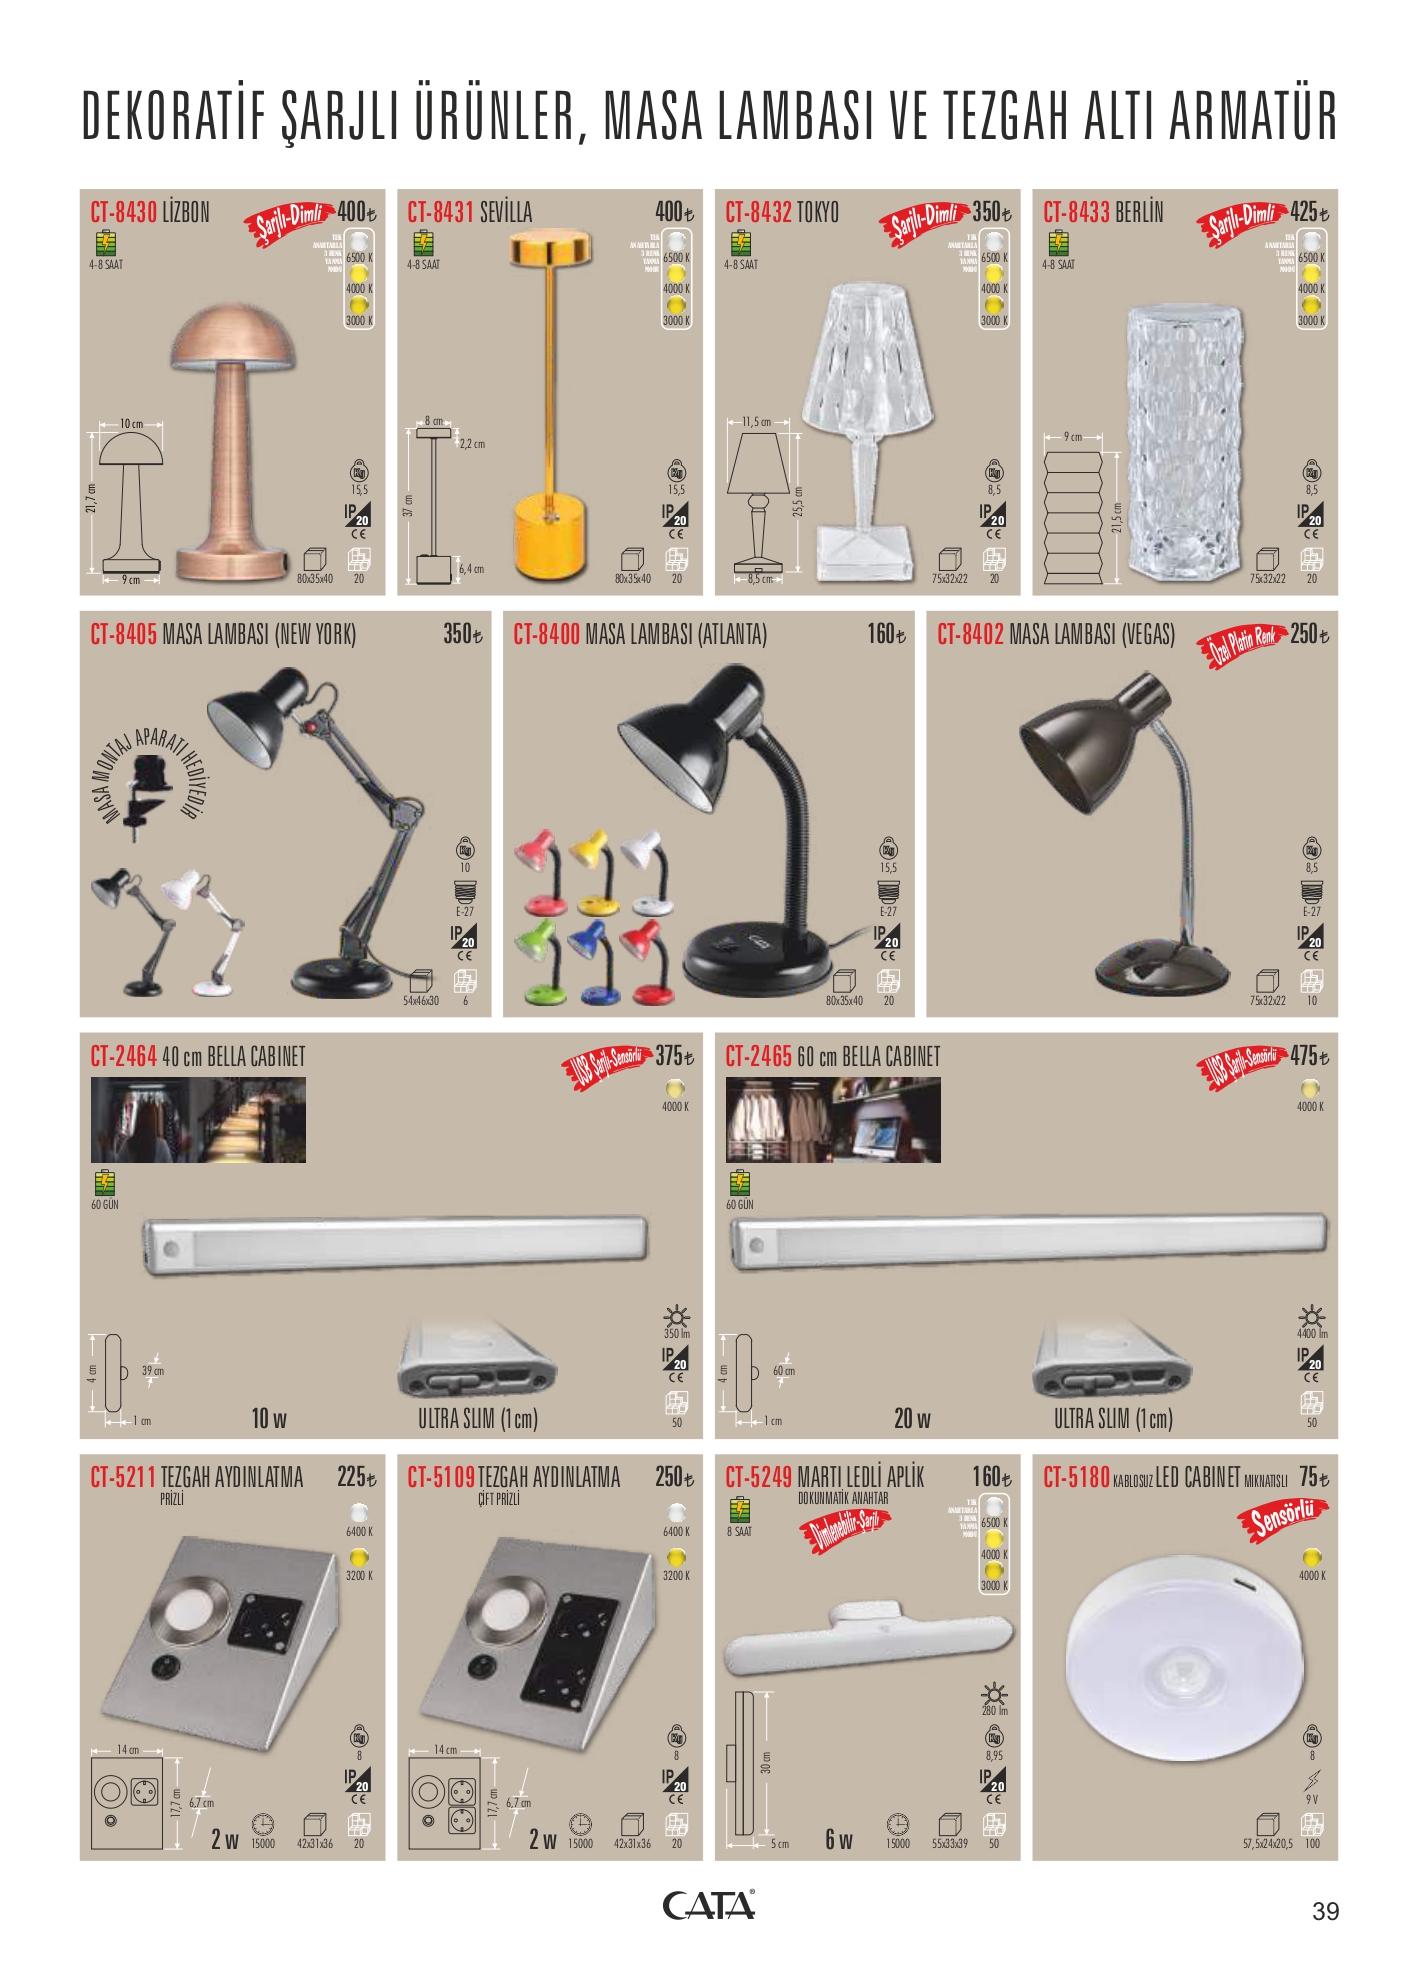 DEKORATİF ŞARJLI ÜRÜNLER, MASA LAMBASI VE TEZGAH ALTI ARMATÜR
CT-8430 LİZBON
Şarjlı-Dimli
400₺
4-8 SAAT
TEK
ANAHTARLA
3 RENK
YANMA
MODU
6500 K
4000 K
3000 K
10 cm
21,7 cm
9 cm
Kg
15,5
IP 20
CE
80x35x40
20
CT-8431 SEVİLLA
400₺
4-8 SAAT
TEK
ANAHTARLA
3 RENK
YANMA
MODU
6500 K
4000 K
3000 K
8 cm
2,2 cm
37 cm
6,4 cm
Kg
15,5
IP 20
CE
80x35x40
20
CT-8432 TOKYO
Şarjlı-Dimli
350₺
4-8 SAAT
TEK
ANAHTARLA
3 RENK
YANMA
MODU
6500 K
4000 K
3000 K
11,5 cm
25,5 cm
8,5 cm
Kg
8,5
IP 20
CE
75x32x22
20
CT-8433 BERLİN
Şarjlı-Dimli
425₺
4-8 SAAT
TEK
ANAHTARLA
3 RENK
YANMA
MODU
6500 K
4000 K
3000 K
9 cm
21,5 cm
Kg
8,5
IP 20
CE
75x32x22
20
CT-8405 MASA LAMBASI (NEW YORK)
350₺
MASA MONTAJ APARATI HEDİYEDİR
Kg
10
E-27
IP 20
CE
54x46x30
6
CT-8400 MASA LAMBASI (ATLANTA)
160₺
CATA
Kg
15,5
E-27
IP 20
CE
80x35x40
20
CT-8402 MASA LAMBASI (VEGAS)
Özel Platin Renk
250₺
Kg
8,5
E-27
IP 20
CE
75x32x22
10
CT-2464 40 cm BELLA CABINET
USB Şarjlı-Sensörlü
375₺
4000 K
60 GÜN
350 lm
IP 20
CE
50
4 cm
39 cm
1 cm
10 w
ULTRA SLIM (1cm)
CT-2465 60 cm BELLA CABINET
USB Şarjlı-Sensörlü
475₺
4000 K
60 GÜN
4400 lm
IP 20
CE
50
4 cm
60 cm
1 cm
20 w
ULTRA SLIM (1cm)
CT-5211 TEZGAH AYDINLATMA
PRİZLİ
225₺
6400 K
3200 K
14 cm
17,7 cm
6,7 cm
2 w
15000
Kg
8
IP 20
CE
42x31x36
20
CT-5109 TEZGAH AYDINLATMA
ÇİFT PRİZLİ
250₺
6400 K
3200 K
14 cm
17,7 cm
6,7 cm
2 w
15000
Kg
8
IP 20
CE
42x31x36
20
CT-5249 MARTI LEDLİ APLİK
DOKUNMATİK ANAHTAR
160₺
8 SAAT
Dimlenebilir-Şarjlı
TEK
ANAHTARLA
3 RENK
YANMA
MODU
6500 K
4000 K
3000 K
280 lm
Kg
8,95
IP 20
CE
30 cm
5 cm
6 w
15000
55x33x39
50
CT-5180 KABLOSUZ LED CABINET MIKNATISLI
75₺
Sensörlü
4000 K
Kg
8
9 V
57,5x24x20,5
100
CATA®
39